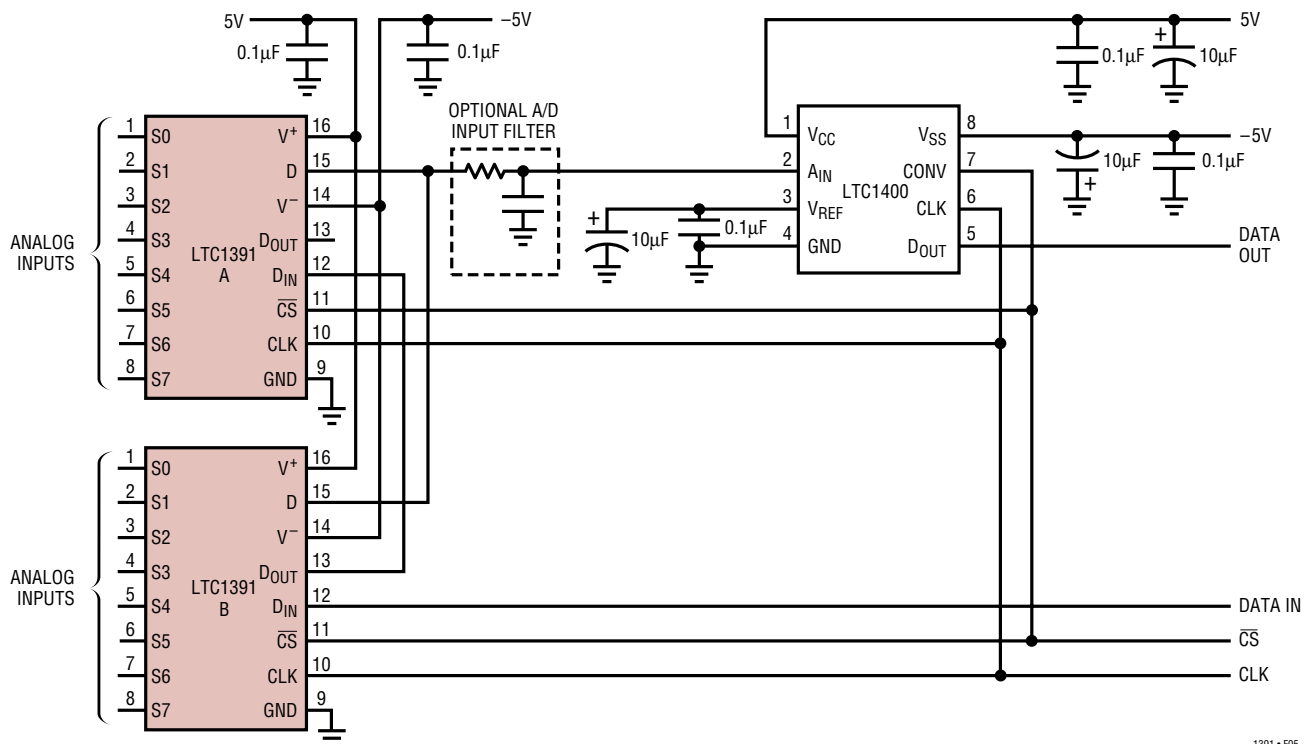 5V
0.1µF
–5V
0.1µF
5V
0.1µF
+
10µF
OPTIONAL A/D
INPUT FILTER
ANALOG
INPUTS
1 S0
2 S1
3 S2
4 S3
5 S4
6 S5
7 S6
8 S7
LTC1391
A
V+ 16
D 15
V– 14
DOUT 13
DIN 12
CS 11
CLK 10
GND 9
+
10µF
0.1µF
1 VCC
2 AIN
3 VREF
4 GND
LTC1400
VSS 8
CONV 7
CLK 6
DOUT 5
–5V
10µF
+
0.1µF
DATA
OUT
ANALOG
INPUTS
1 S0
2 S1
3 S2
4 S3
5 S4
6 S5
7 S6
8 S7
LTC1391
B
V+ 16
D 15
V– 14
DOUT 13
DIN 12
CS 11
CLK 10
GND 9
DATA IN
CS
CLK
1391 • F05